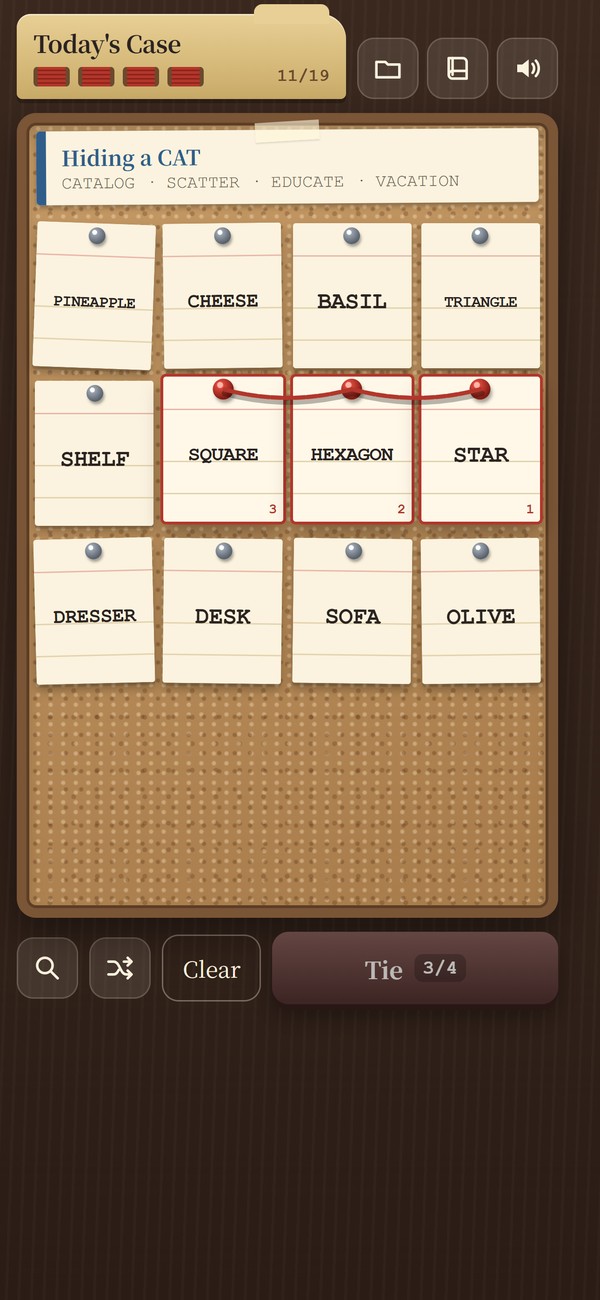 Today's Case
11/19
Hiding a CAT
CATALOG · SCATTER · EDUCATE · VACATION
PINEAPPLE CHEESE BASIL TRIANGLE
SHELF SQUARE HEXAGON STAR
3 2 1
DRESSER DESK SOFA OLIVE
Clear Tie 3/4